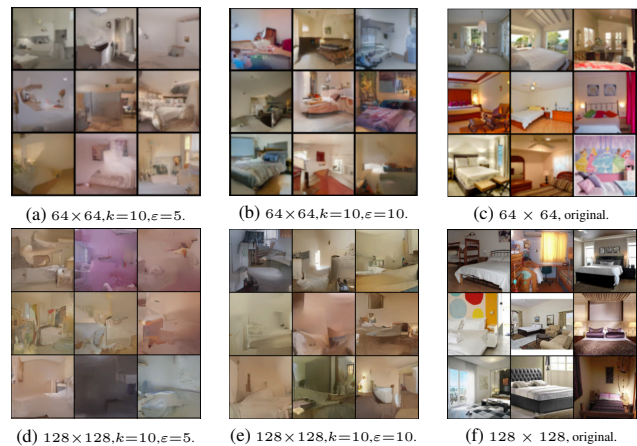 (a) 64×64,k=10,ε=5.
(b) 64×64,k=10,ε=10.
(c) 64 × 64, original.
(d) 128×128,k=10,ε=5.
(e) 128×128,k=10,ε=10.
(f) 128 × 128, original.